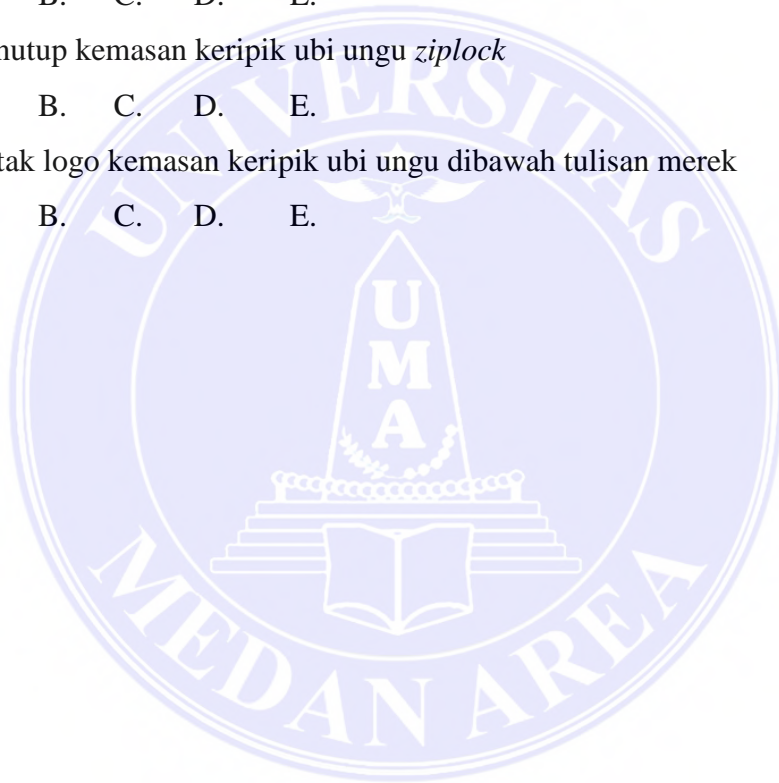 B. C. D. E.
nutup kemasan keripik ubi ungu ziplock
B. C. D. E.
tak logo kemasan keripik ubi ungu dibawah tulisan merek
B. C. D. E.
UNIVERSITAS
UMA
MEDAN AREA